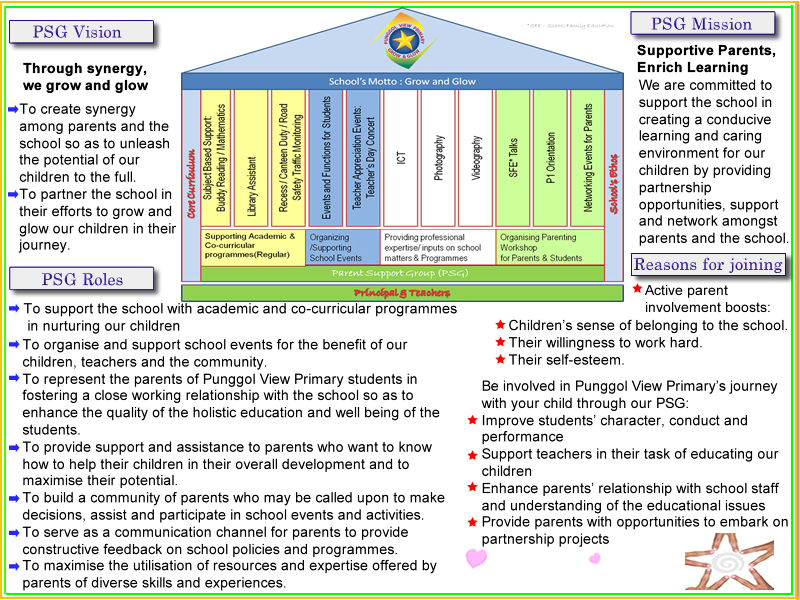 PSG Vision
Through synergy,
we grow and glow
To create synergy
among parents and the
school so as to unleash
the potential of our
children to the full.
To partner the school in
their efforts to grow and
glow our children in their
journey.
PUNGGOL VIEW PRIMARY
*SFE - School Family Education
School's Motto : Grow and Glow
Core Curriculum
Subject Based Support:
Buddy Reading / Mathematics
Library Assistant
Recess / Canteen Duty / Road
Safety Traffic Monitoring
Events and Functions for Students
Teacher Appreciation Events:
Teacher's Day Concert
ICT
Photography
Videography
SFE* Talks
P1 Orientation
Networking Events for Parents
School's Ethos
Supporting Academic &
Co-curricular
programmes(Regular)
Organizing
/Supporting
School Events
Providing professional
expertise/ inputs on school
matters & Programmes
Organising Parenting
Workshop
for Parents & Students
Parent Support Group (PSG)
Principal & Teachers
PSG Mission
Supportive Parents,
Enrich Learning
We are committed to
support the school in
creating a conducive
learning and caring
environment for our
children by providing
partnership
opportunities, support
and network amongst
parents and the school.
PSG Roles
To support the school with academic and co-curricular programmes
in nurturing our children
To organise and support school events for the benefit of our
children, teachers and the community.
To represent the parents of Punggol View Primary students in
fostering a close working relationship with the school so as to
enhance the quality of the holistic education and well being of the
students.
To provide support and assistance to parents who want to know
how to help their children in their overall development and to
maximise their potential.
To build a community of parents who may be called upon to make
decisions, assist and participate in school events and activities.
To serve as a communication channel for parents to provide
constructive feedback on school policies and programmes.
To maximise the utilisation of resources and expertise offered by
parents of diverse skills and experiences.
Reasons for joining
Active parent
involvement boosts:
Children's sense of belonging to the school.
Their willingness to work hard.
Their self-esteem.
Be involved in Punggol View Primary's journey
with your child through our PSG:
Improve students' character, conduct and
performance
Support teachers in their task of educating our
children
Enhance parents' relationship with school staff
and understanding of the educational issues
Provide parents with opportunities to embark on
partnership projects